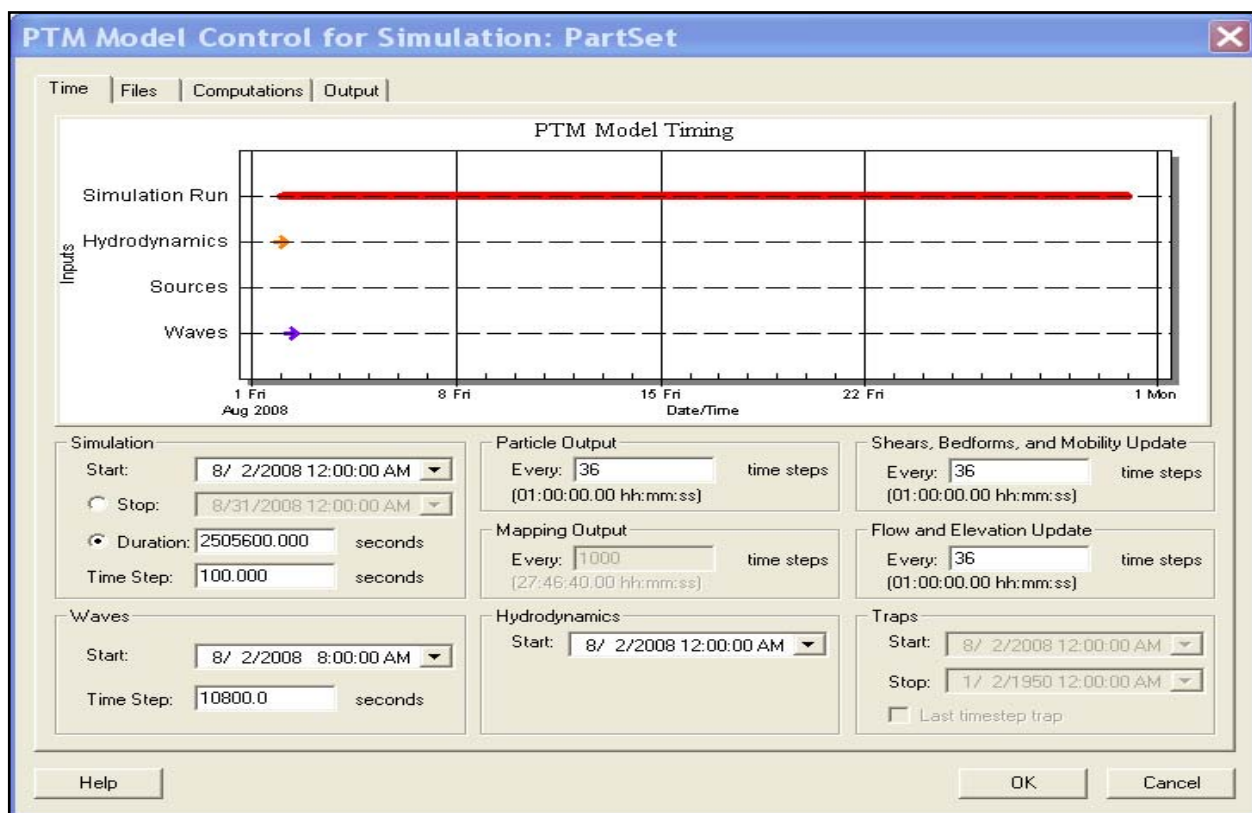 PTM Model Control for Simulation: PartSet
Time Files Computations Output
PTM Model Timing
Inputs
Simulation Run
Hydrodynamics
Sources
Waves
1 Fri 8 Fri 15 Fri 22 Fri 1 Mon
Aug 2008 Date/Time
Simulation
Start: 8/ 2/2008 12:00:00 AM
Stop: 8/31/2008 12:00:00 AM
Duration: 2505600.000 seconds
Time Step: 100.000 seconds
Particle Output
Every: 36 time steps
(01:00:00.00 hh:mm:ss)
Shears, Bedforms, and Mobility Update
Every: 36 time steps
(01:00:00.00 hh:mm:ss)
Mapping Output
Every: 1000 time steps
(27:46:40.00 hh:mm:ss)
Flow and Elevation Update
Every: 36 time steps
(01:00:00.00 hh:mm:ss)
Waves
Start: 8/ 2/2008 8:00:00 AM
Time Step: 10800.0 seconds
Hydrodynamics
Start: 8/ 2/2008 12:00:00 AM
Traps
Start: 8/ 2/2008 12:00:00 AM
Stop: 1/ 2/1950 12:00:00 AM
Last timestep trap
Help OK Cancel